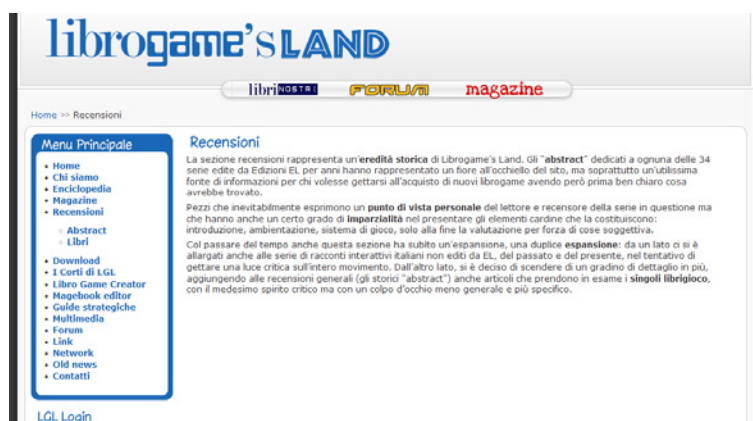 librogame's LAND
libriNOSTRI FORUM magazine
Home >> Recensioni
Menu Principale
Home
Chi siamo
Enciclopedia
Magazine
Recensioni
Abstract
Libri
Download
I Corti di LGL
Libro Game Creator
Magebook editor
Guide strategiche
Multimedia
Forum
Link
Network
Old news
Contatti
LGL Login
Recensioni
La sezione recensioni rappresenta un'eredità storica di Librogame's Land. Gli "abstract" dedicati a ognuna delle 34
serie edite da Edizioni EL per anni hanno rappresentato un fiore all'occhiello del sito, ma soprattutto un'utilissima
fonte di informazioni per chi volesse gettarsi all'acquisto di nuovi librogame avendo però prima ben chiaro cosa
avrebbe trovato.
Pezzi che inevitabilmente esprimono un punto di vista personale del lettore e recensore della serie in questione ma
che hanno anche un certo grado di imparzialità nel presentare gli elementi cardine che la costituiscono:
introduzione, ambientazione, sistema di gioco, solo alla fine la valutazione per forza di cose soggettiva.
Col passare del tempo anche questa sezione ha subito un'espansione, una duplice espansione: da un lato ci si è
allargati anche alle serie di racconti interattivi italiani non editi da EL, del passato e del presente, nel tentativo di
gettare una luce critica sull'intero movimento. Dall'altro lato, si è deciso di scendere di un gradino di dettaglio in più,
aggiungendo alle recensioni generali (gli storici "abstract") anche articoli che prendono in esame i singoli librigioco,
con il medesimo spirito critico ma con un colpo d'occhio meno generale e più specifico.